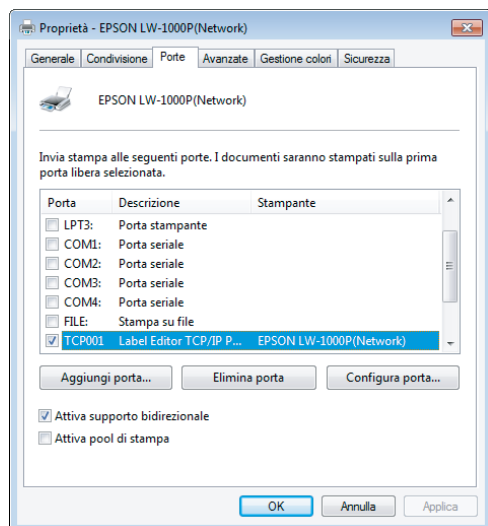 Proprietà - EPSON LW-1000P(Network)
Generale Condivisione Porte Avanzate Gestione colori Sicurezza
EPSON LW-1000P(Network)
Invia stampa alle seguenti porte. I documenti saranno stampati sulla prima
porta libera selezionata.
Porta Descrizione Stampante
LPT3: Porta stampante
COM1: Porta seriale
COM2: Porta seriale
COM3: Porta seriale
COM4: Porta seriale
FILE: Stampa su file
TCP001 Label Editor TCP/IP P... EPSON LW-1000P(Network)
Aggiungi porta... Elimina porta Configura porta...
Attiva supporto bidirezionale
Attiva pool di stampa
OK Annulla Applica